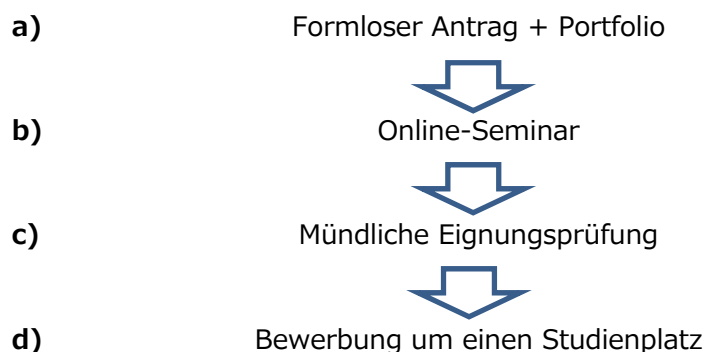 a) Formloser Antrag + Portfolio
b) Online-Seminar
c) Mündliche Eignungsprüfung
d) Bewerbung um einen Studienplatz